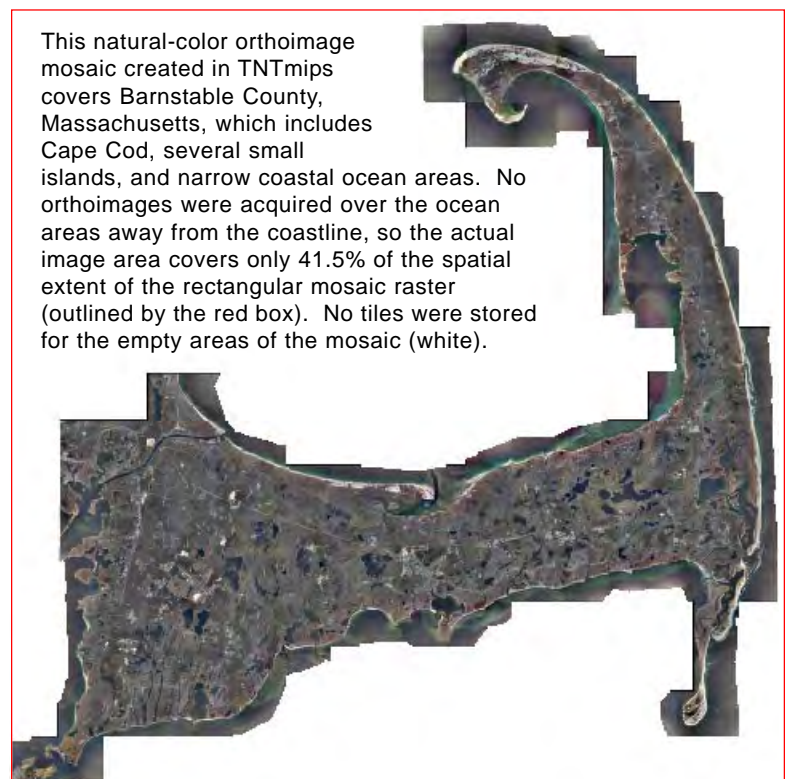 This natural-color orthoimage
mosaic created in TNTmips
covers Barnstable County,
Massachusetts, which includes
Cape Cod, several small
islands, and narrow coastal ocean areas. No
orthoimages were acquired over the ocean
areas away from the coastline, so the actual
image area covers only 41.5% of the spatial
extent of the rectangular mosaic raster
(outlined by the red box). No tiles were stored
for the empty areas of the mosaic (white).